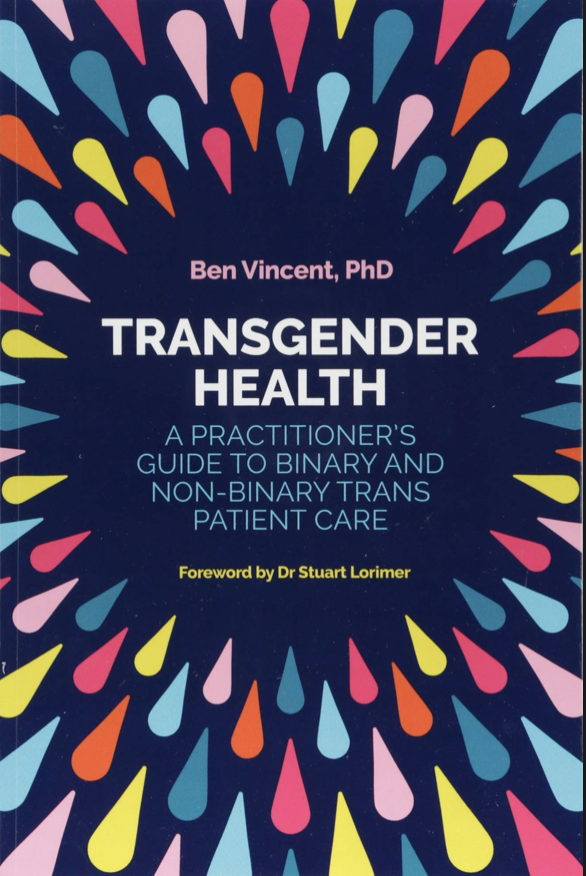 Ben Vincent, PhD
TRANSGENDER
HEALTH
A PRACTITIONER'S
GUIDE TO BINARY AND
NON-BINARY TRANS
PATIENT CARE
Foreword by Dr Stuart Lorimer